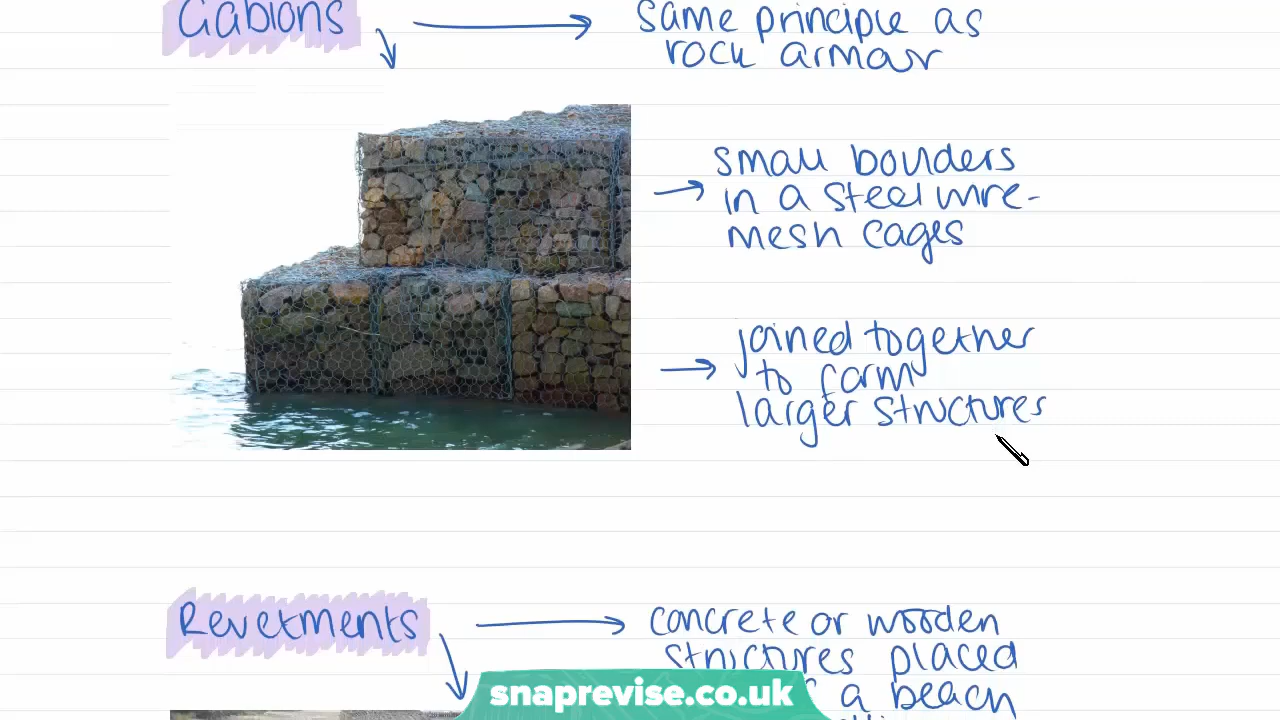 Gabions
same principle as
rock armour
small boulders
in a steel wire-
mesh cages
joined together
to form
larger structures
Revetments
concrete or wooden
structures placed
a beach
snaprevise.co.uk